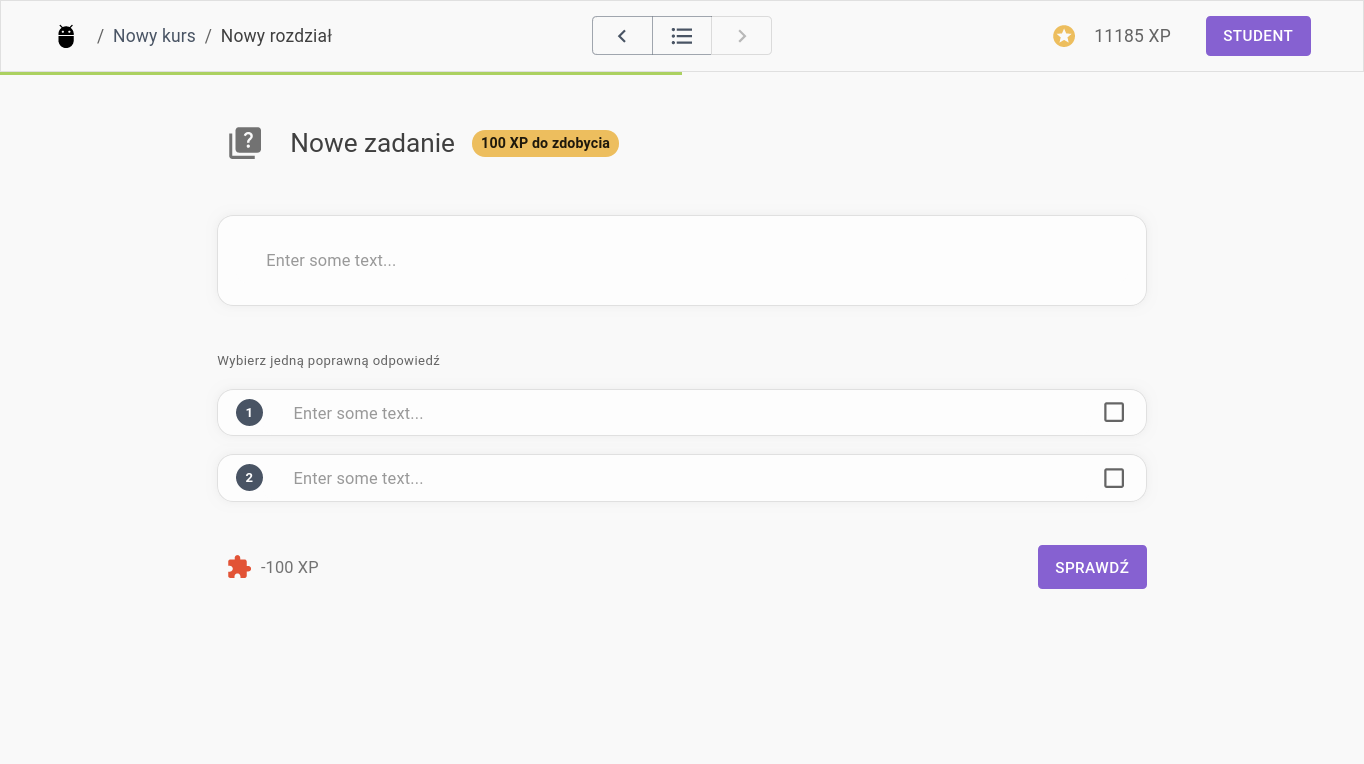 / Nowy kurs / Nowy rozdział
11185 XP
STUDENT
Nowe zadanie
100 XP do zdobycia
Enter some text...
Wybierz jedną poprawną odpowiedź
1 Enter some text...
2 Enter some text...
-100 XP
SPRAWDŹ